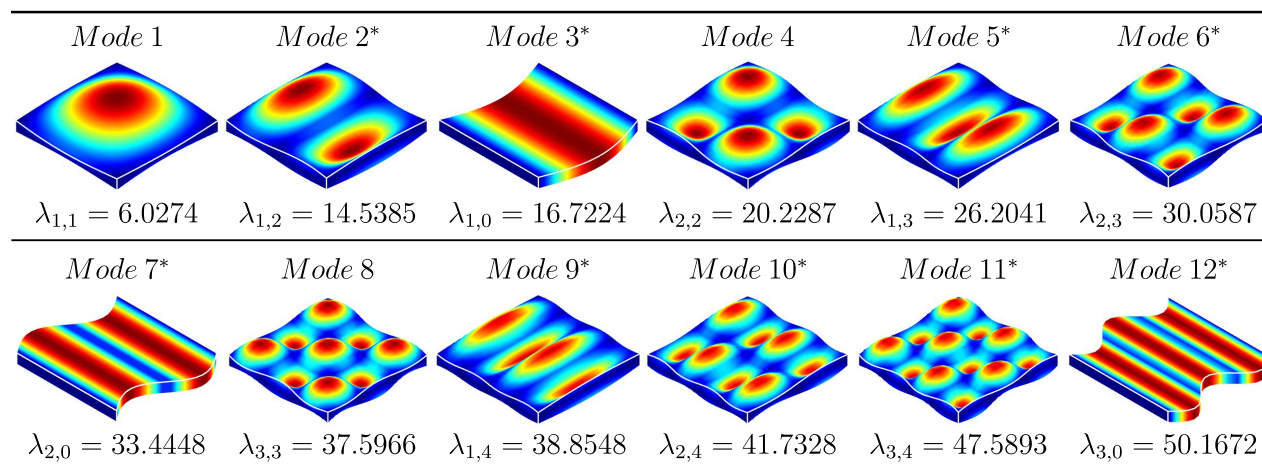 Mode 1 Mode 2* Mode 3* Mode 4 Mode 5* Mode 6*
λ1,1 = 6.0274 λ1,2 = 14.5385 λ1,0 = 16.7224 λ2,2 = 20.2287 λ1,3 = 26.2041 λ2,3 = 30.0587
Mode 7* Mode 8 Mode 9* Mode 10* Mode 11* Mode 12*
λ2,0 = 33.4448 λ3,3 = 37.5966 λ1,4 = 38.8548 λ2,4 = 41.7328 λ3,4 = 47.5893 λ3,0 = 50.1672